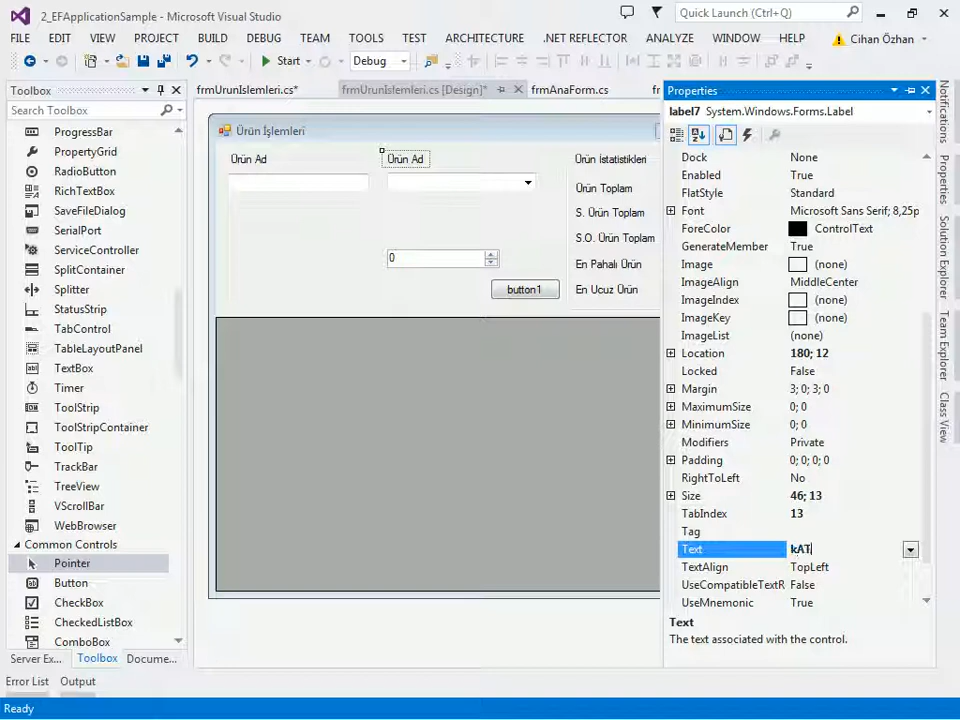 2_EFApplicationSample - Microsoft Visual Studio
Quick Launch (Ctrl+Q)
FILE EDIT VIEW PROJECT BUILD DEBUG TEAM TOOLS TEST ARCHITECTURE .NET REFLECTOR ANALYZE WINDOW HELP Cihan Özhan
Start Debug
Toolbox
Search Toolbox
ProgressBar
PropertyGrid
RadioButton
RichTextBox
SaveFileDialog
SerialPort
ServiceController
SplitContainer
Splitter
StatusStrip
TabControl
TableLayoutPanel
TextBox
Timer
ToolStrip
ToolStripContainer
ToolTip
TrackBar
TreeView
VScrollBar
WebBrowser
Common Controls
Pointer
Button
CheckBox
CheckedListBox
ComboBox
Server Ex... Toolbox Docume...
Error List Output
Ready
frmUrunIslemleri.cs* frmUrunIslemleri.cs [Design]* frmAnaForm.cs
Ürün İşlemleri
Ürün Ad Ürün Ad Ürün İstatistikleri
Ürün Toplam
S. Ürün Toplam
S.O. Ürün Toplam
0
En Pahalı Ürün
button1 En Ucuz Ürün
Properties
label7 System.Windows.Forms.Label
Dock None
Enabled True
FlatStyle Standard
Font Microsoft Sans Serif; 8,25p
ForeColor ControlText
GenerateMember True
Image (none)
ImageAlign MiddleCenter
ImageIndex (none)
ImageKey (none)
ImageList (none)
Location 180; 12
Locked False
Margin 3; 0; 3; 0
MaximumSize 0; 0
MinimumSize 0; 0
Modifiers Private
Padding 0; 0; 0; 0
RightToLeft No
Size 46; 13
TabIndex 13
Tag
Text kAT
TextAlign TopLeft
UseCompatibleTextR False
UseMnemonic True
Text
The text associated with the control.
Notifications
Properties
Solution Explorer
Team Explorer
Class View